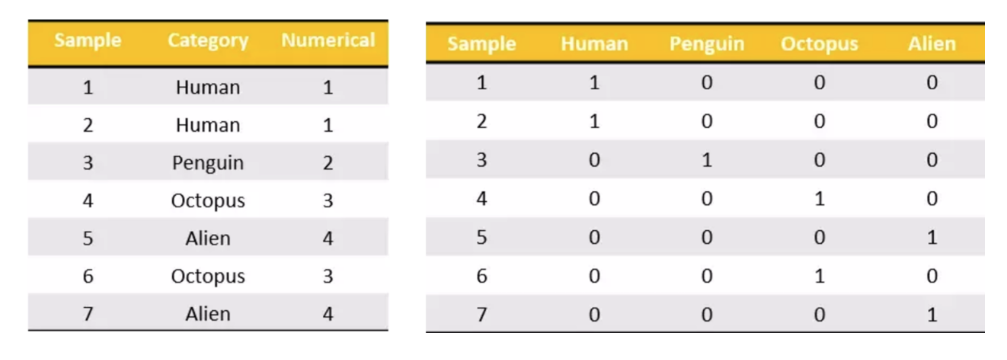 Sample Category Numerical
1 Human 1
2 Human 1
3 Penguin 2
4 Octopus 3
5 Alien 4
6 Octopus 3
7 Alien 4
Sample Human Penguin Octopus Alien
1 1 0 0 0
2 1 0 0 0
3 0 1 0 0
4 0 0 1 0
5 0 0 0 1
6 0 0 1 0
7 0 0 0 1